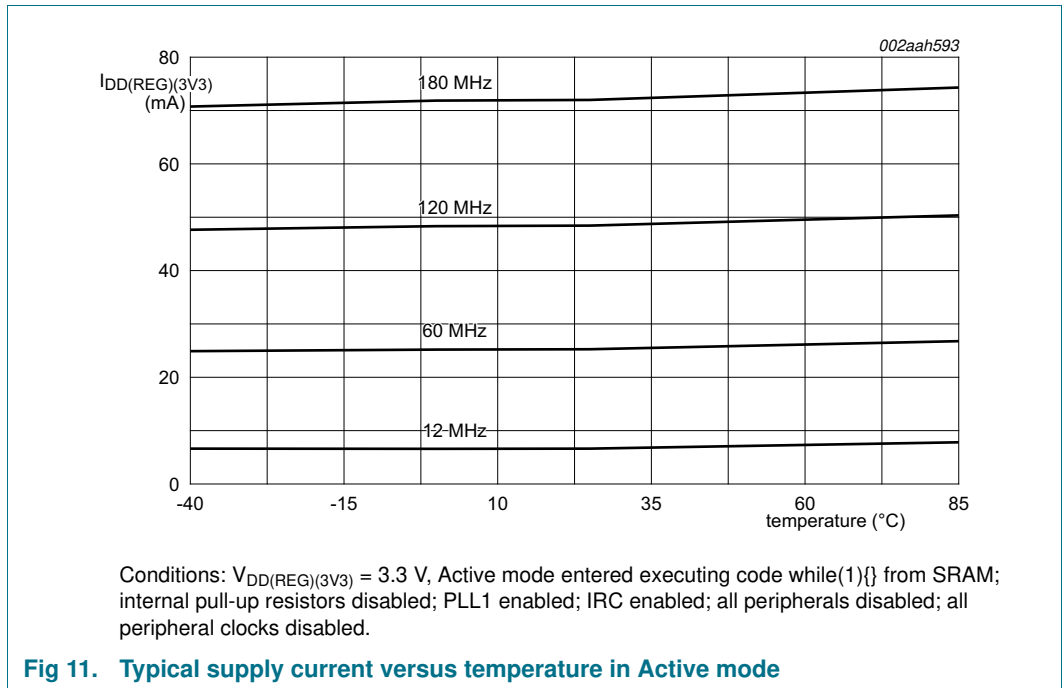 002aah593
80
I_DD(REG)(3V3)
(mA)
180 MHz
60
120 MHz
40
60 MHz
20
12 MHz
0
-40 -15 10 35 60 85
temperature (°C)
Conditions: V_DD(REG)(3V3) = 3.3 V, Active mode entered executing code while(1){} from SRAM;
internal pull-up resistors disabled; PLL1 enabled; IRC enabled; all peripherals disabled; all
peripheral clocks disabled.
Fig 11. Typical supply current versus temperature in Active mode